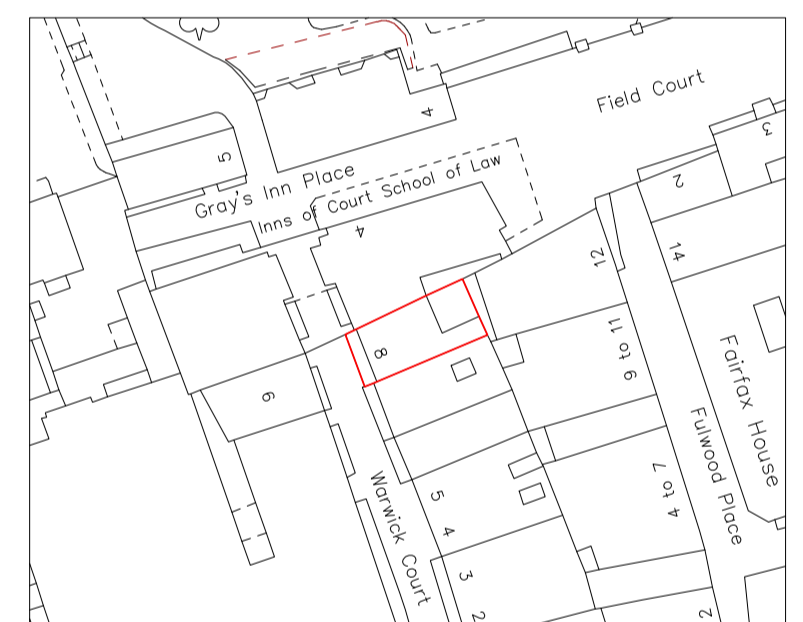 4
Field Court
3
5
2
Gray's Inn Place
Inns of Court School of Law
4
12
14
8
9 to 11
Fairfax House
9
Fulwood Place
4 to 7
Warwick Court
5
4
3
2
2